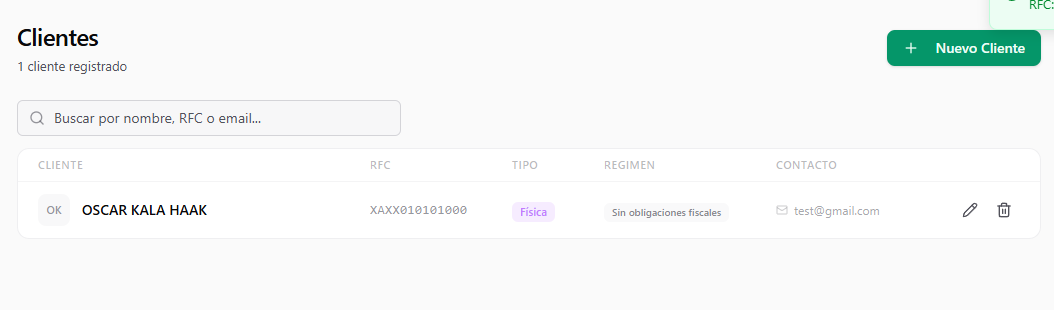 RFC:
Clientes
Nuevo Cliente
1 cliente registrado
Buscar por nombre, RFC o email...
CLIENTE RFC TIPO REGIMEN CONTACTO
OK OSCAR KALA HAAK XAXX010101000 Física Sin obligaciones fiscales test@gmail.com